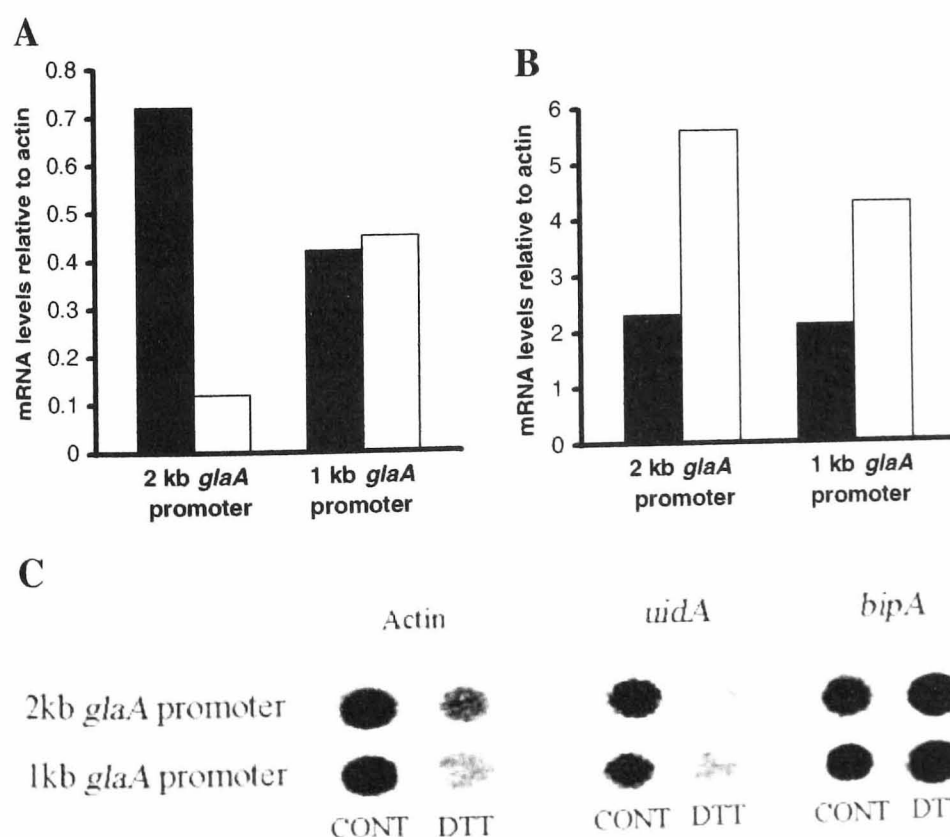 A
mRNA levels relative to actin
0.8
0.7
0.6
0.5
0.4
0.3
0.2
0.1
0
2 kb glaA promoter
1 kb glaA promoter
B
mRNA levels relative to actin
6
5
4
3
2
1
0
2 kb glaA promoter
1 kb glaA promoter
C
Actin uidA bipA
2kb glaA promoter
1kb glaA promoter
CONT DTT CONT DTT CONT DT